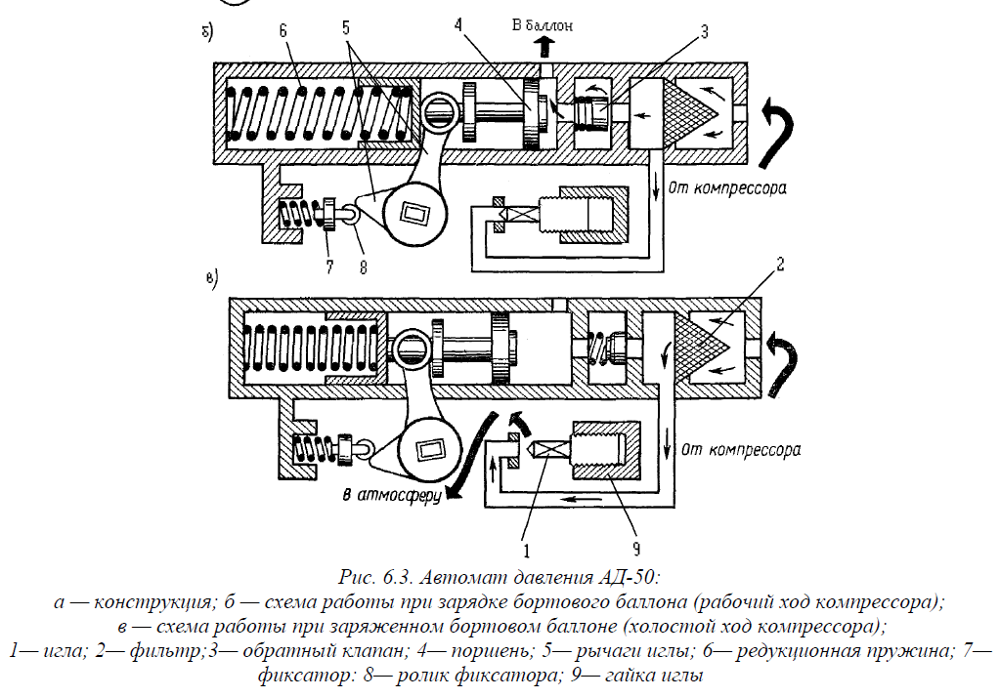 б) 6 5 4 В баллон 3
От компрессора
7 8
в) 2
От компрессора
в атмосферу
1 9
Рис. 6.3. Автомат давления АД-50:
а — конструкция; б — схема работы при зарядке бортового баллона (рабочий ход компрессора);
в — схема работы при заряженном бортовом баллоне (холостой ход компрессора);
1— игла; 2— фильтр;3— обратный клапан; 4— поршень; 5— рычаги иглы; 6— редукционная пружина; 7—
фиксатор: 8— ролик фиксатора; 9— гайка иглы